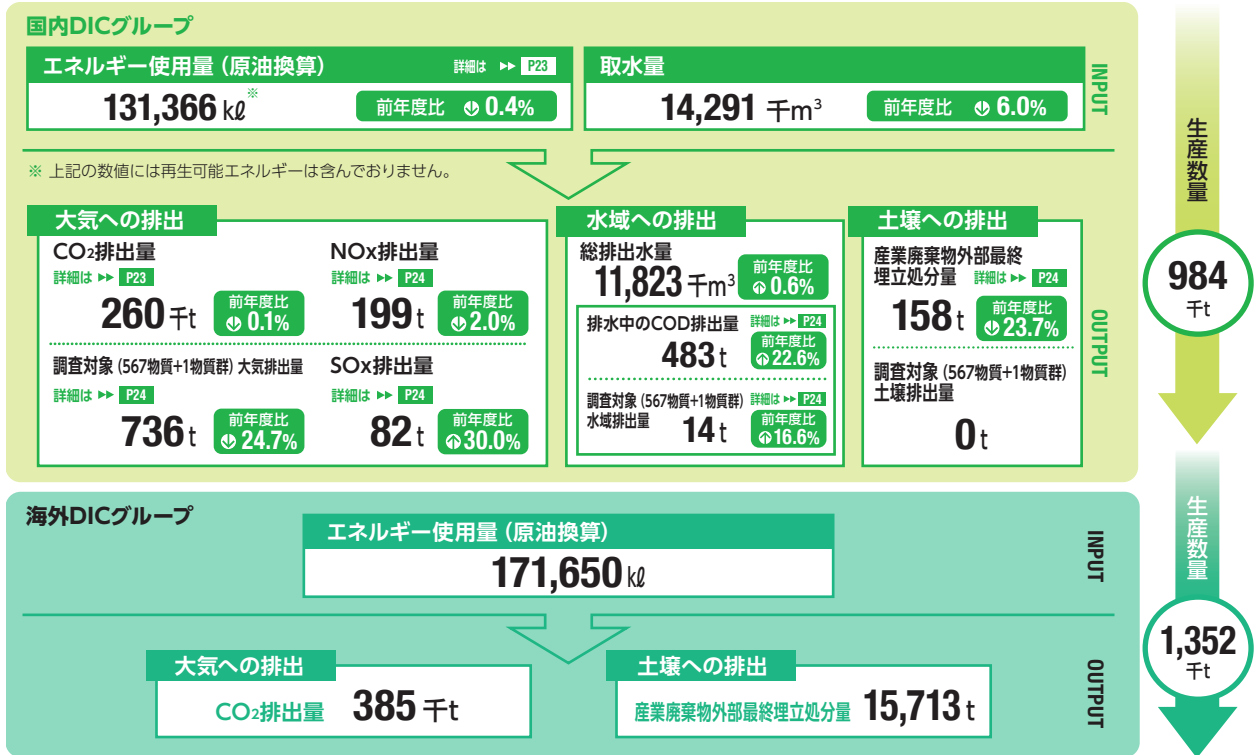 国内DICグループ
エネルギー使用量（原油換算） 詳細は ▶▶ P23
131,366 kℓ※ 前年度比 ↓ 0.4%
取水量
14,291 千m³ 前年度比 ↓ 6.0%
INPUT
※ 上記の数値には再生可能エネルギーは含んでおりません。
大気への排出
CO₂排出量
詳細は ▶▶ P23
260 千t 前年度比 ↓ 0.1%
NOx排出量
詳細は ▶▶ P24
199 t 前年度比 ↓ 2.0%
調査対象（567物質+1物質群）大気排出量
詳細は ▶▶ P24
736 t 前年度比 ↓ 24.7%
SOx排出量
詳細は ▶▶ P24
82 t 前年度比 ↑ 30.0%
水域への排出
総排出水量
11,823 千m³ 前年度比 ↑ 0.6%
排水中のCOD排出量 詳細は ▶▶ P24
483 t 前年度比 ↑ 22.6%
調査対象（567物質+1物質群） 詳細は ▶▶ P24
水域排出量 14 t 前年度比 ↑ 16.6%
土壌への排出
産業廃棄物外部最終
埋立処分量 詳細は ▶▶ P24
158 t 前年度比 ↓ 23.7%
調査対象（567物質+1物質群）
土壌排出量
0 t
OUTPUT
生産数量
984
千t
海外DICグループ
エネルギー使用量（原油換算）
171,650 kℓ
INPUT
大気への排出
CO₂排出量 385 千t
土壌への排出
産業廃棄物外部最終埋立処分量 15,713 t
OUTPUT
生産数量
1,352
千t